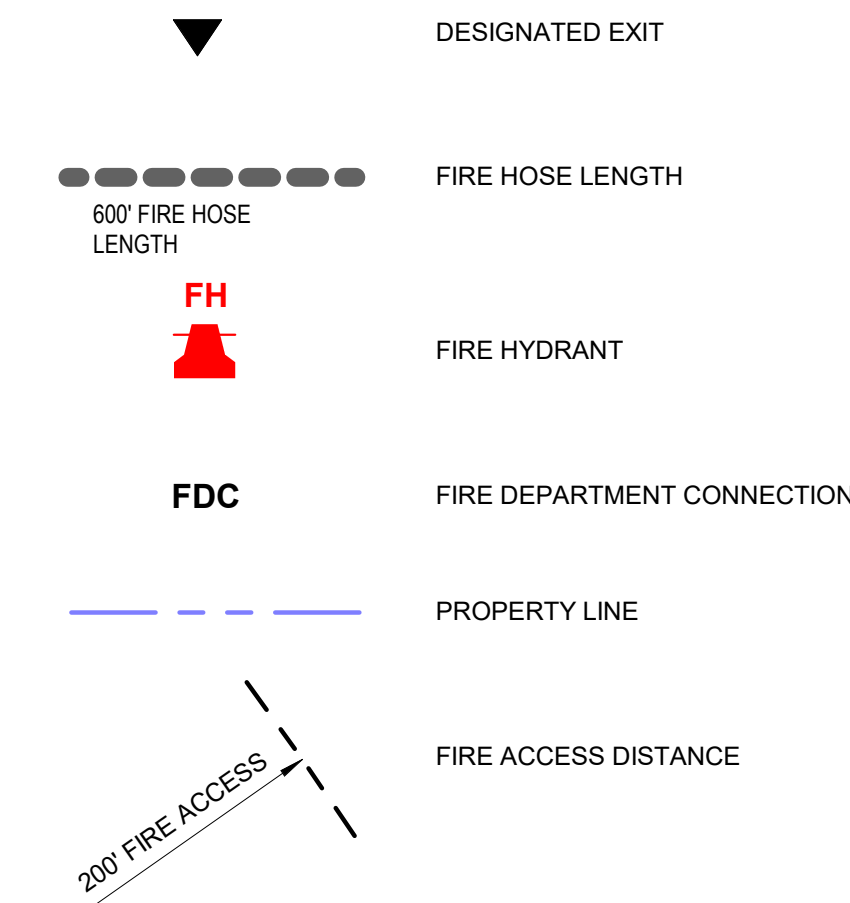 DESIGNATED EXIT
FIRE HOSE LENGTH
600' FIRE HOSE
LENGTH
FH
FIRE HYDRANT
FDC
FIRE DEPARTMENT CONNECTION
PROPERTY LINE
FIRE ACCESS DISTANCE
200' FIRE ACCESS